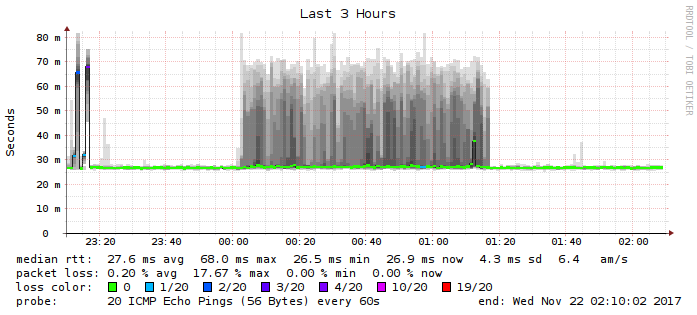 Last 3 Hours
RRDTOOL / TOBI OETIKER
Seconds
80 m
70 m
60 m
50 m
40 m
30 m
20 m
10 m
0
23:20 23:40 00:00 00:20 00:40 01:00 01:20 01:40 02:00
median rtt: 27.6 ms avg 68.0 ms max 26.5 ms min 26.9 ms now 4.3 ms sd 6.4 am/s
packet loss: 0.20 % avg 17.67 % max 0.00 % min 0.00 % now
loss color: 0 1/20 2/20 3/20 4/20 10/20 19/20
probe: 20 ICMP Echo Pings (56 Bytes) every 60s end: Wed Nov 22 02:10:02 2017